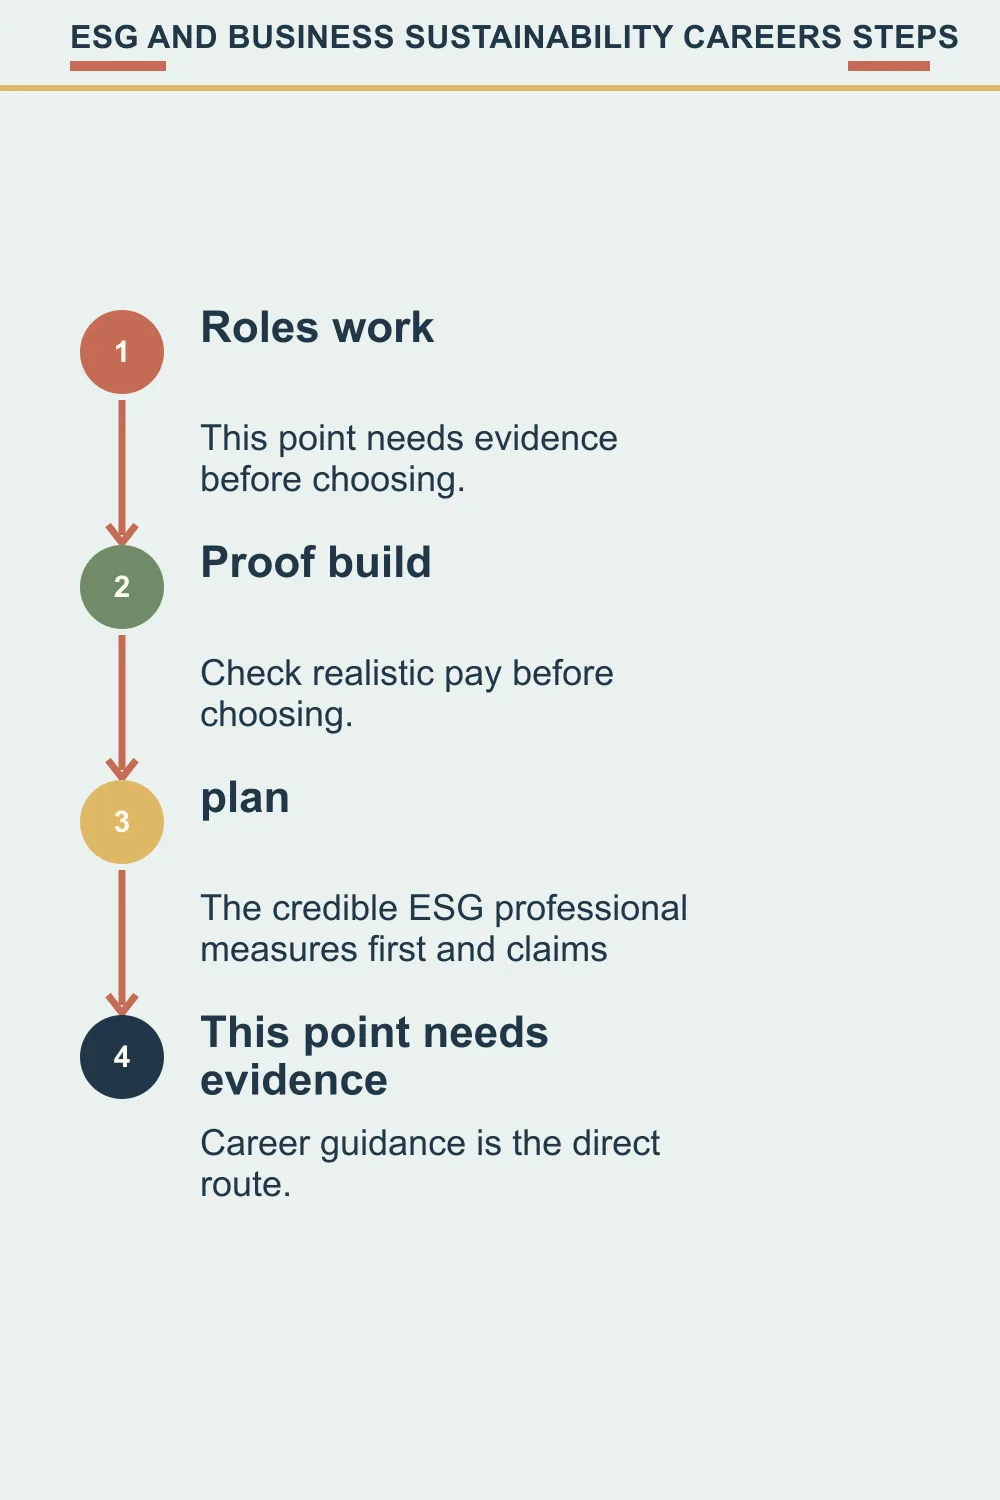 ESG AND BUSINESS SUSTAINABILITY CAREERS STEPS
1
Roles work
This point needs evidence
before choosing.
2
Proof build
Check realistic pay before
choosing.
3
plan
The credible ESG professional
measures first and claims
4
This point needs
evidence
Career guidance is the direct
route.